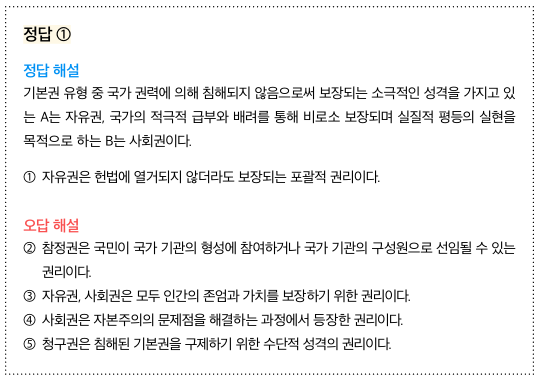 정답 ①
정답 해설
기본권 유형 중 국가 권력에 의해 침해되지 않음으로써 보장되는 소극적인 성격을 가지고 있
는 A는 자유권, 국가의 적극적 급부와 배려를 통해 비로소 보장되며 실질적 평등의 실현을
목적으로 하는 B는 사회권이다.
① 자유권은 헌법에 열거되지 않더라도 보장되는 포괄적 권리이다.
오답 해설
② 참정권은 국민이 국가 기관의 형성에 참여하거나 국가 기관의 구성원으로 선임될 수 있는
권리이다.
③ 자유권, 사회권은 모두 인간의 존엄과 가치를 보장하기 위한 권리이다.
④ 사회권은 자본주의의 문제점을 해결하는 과정에서 등장한 권리이다.
⑤ 청구권은 침해된 기본권을 구제하기 위한 수단적 성격의 권리이다.